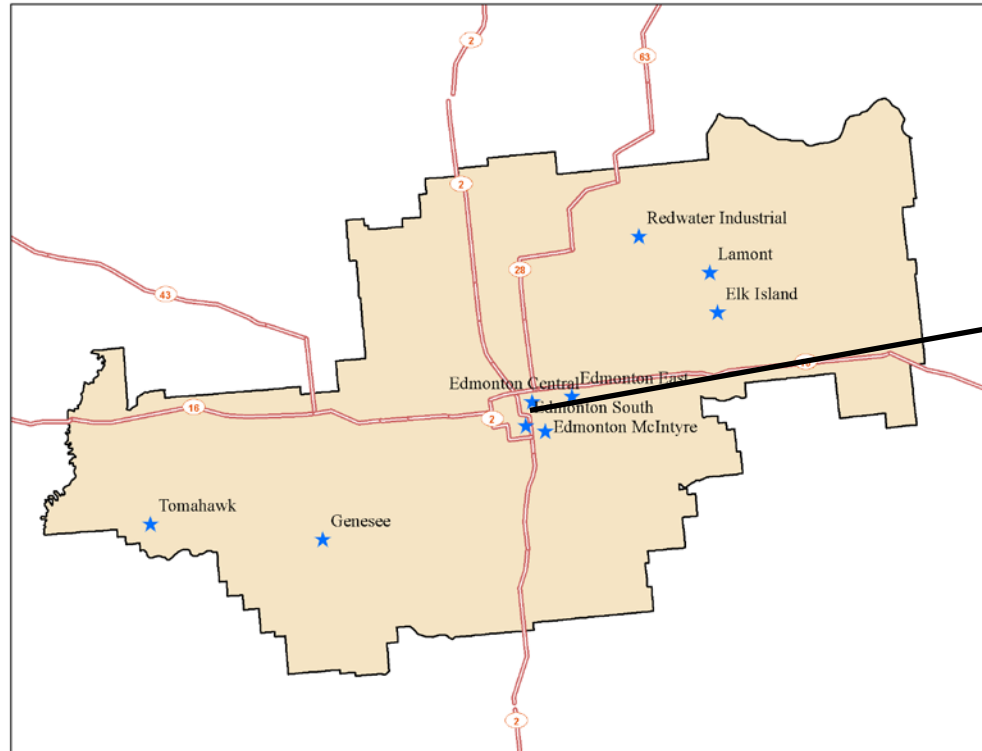 2
63
2
Redwater Industrial
Lamont
28
43
Elk Island
Edmonton Central
Edmonton East
16
2
Edmonton South
Edmonton McIntyre
Tomahawk
Genesee
2